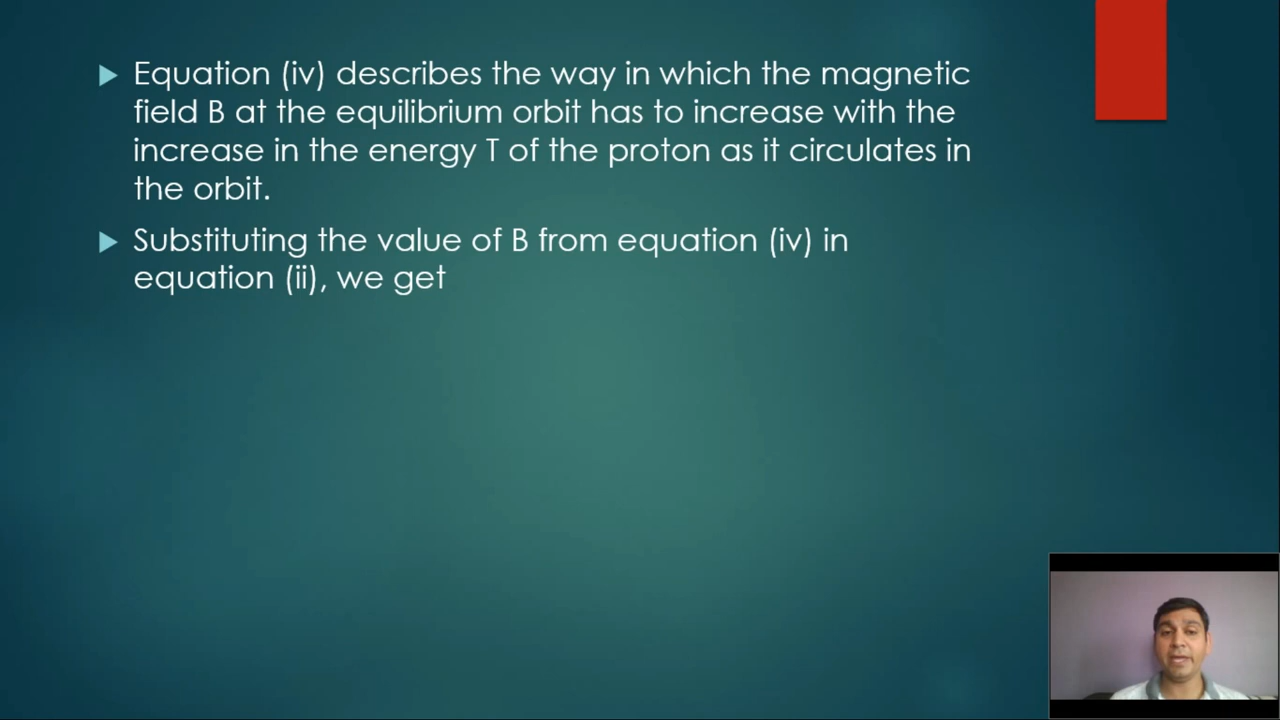 Equation (iv) describes the way in which the magnetic
field B at the equilibrium orbit has to increase with the
increase in the energy T of the proton as it circulates in
the orbit.
Substituting the value of B from equation (iv) in
equation (ii), we get